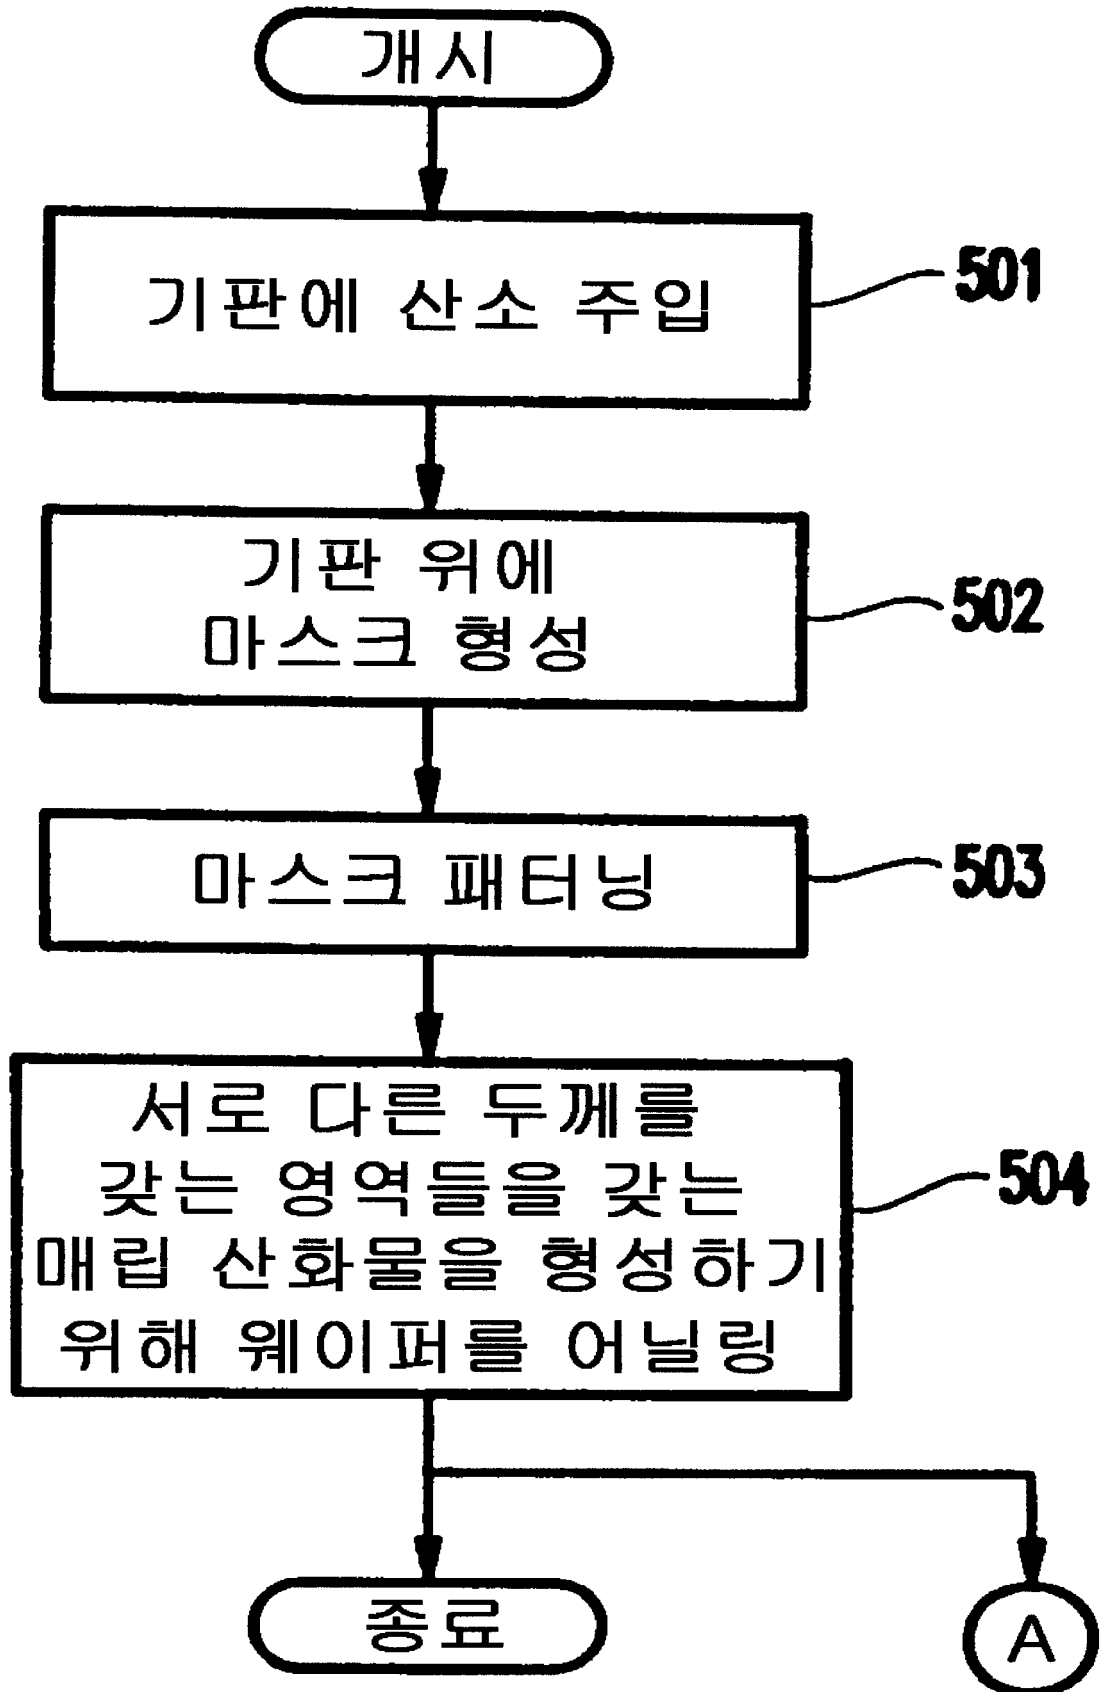 개시
기판에 산소 주입
501
기판 위에
마스크 형성
502
마스크 패터닝
503
서로 다른 두께를
갖는 영역들을 갖는
매립 산화물을 형성하기
위해 웨이퍼를 어닐링
504
종료
A